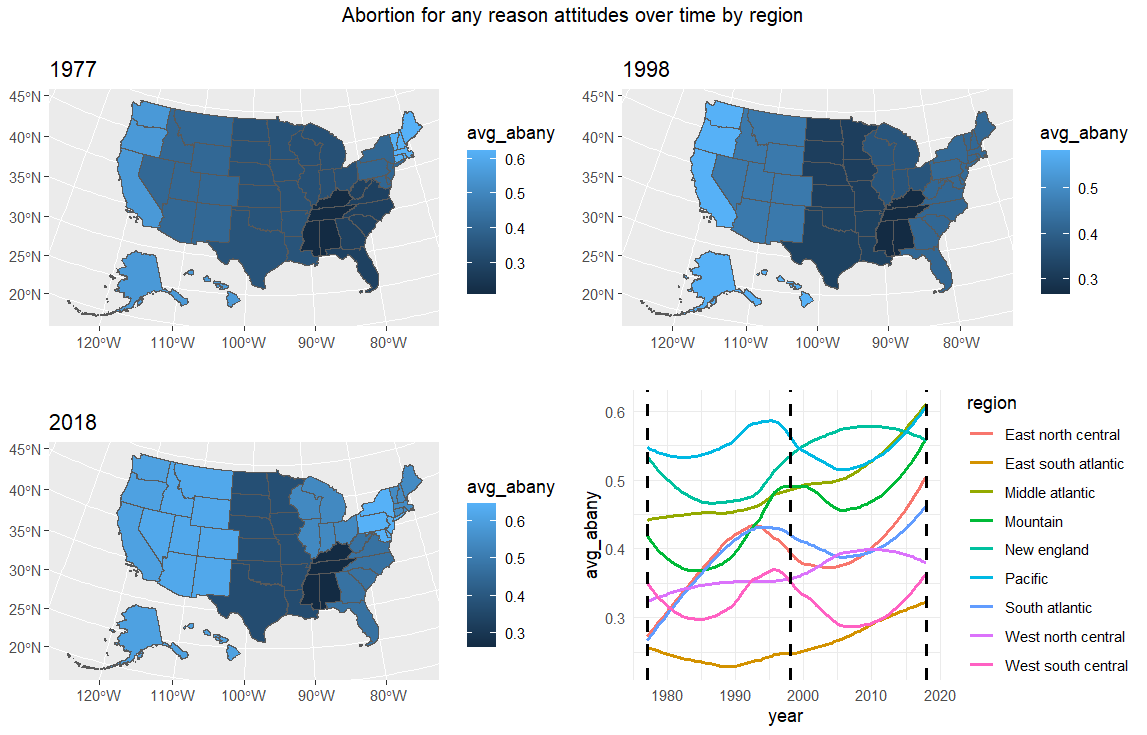 Abortion for any reason attitudes over time by region
1977
45°N
40°N
35°N
30°N
25°N
20°N
120°W 110°W 100°W 90°W 80°W
avg_abany
0.6
0.5
0.4
0.3
1998
45°N
40°N
35°N
30°N
25°N
20°N
120°W 110°W 100°W 90°W 80°W
avg_abany
0.5
0.4
0.3
2018
45°N
40°N
35°N
30°N
25°N
20°N
120°W 110°W 100°W 90°W 80°W
avg_abany
0.6
0.5
0.4
0.3
avg_abany
0.6
0.5
0.4
0.3
1980 1990 2000 2010 2020
year
region
East north central
East south atlantic
Middle atlantic
Mountain
New england
Pacific
South atlantic
West north central
West south central